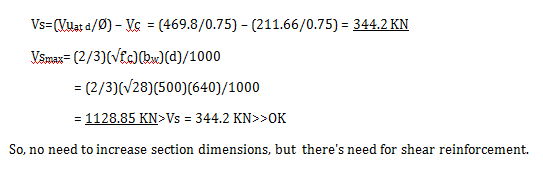 Vs=(Vuat d/Ø) – Vc = (469.8/0.75) – (211.66/0.75) = 344.2 KN
Vsmax= (2/3)(√fc)(bw)(d)/1000
= (2/3)(√28)(500)(640)/1000
= 1128.85 KN>Vs = 344.2 KN>>OK
So, no need to increase section dimensions, but there's need for shear reinforcement.